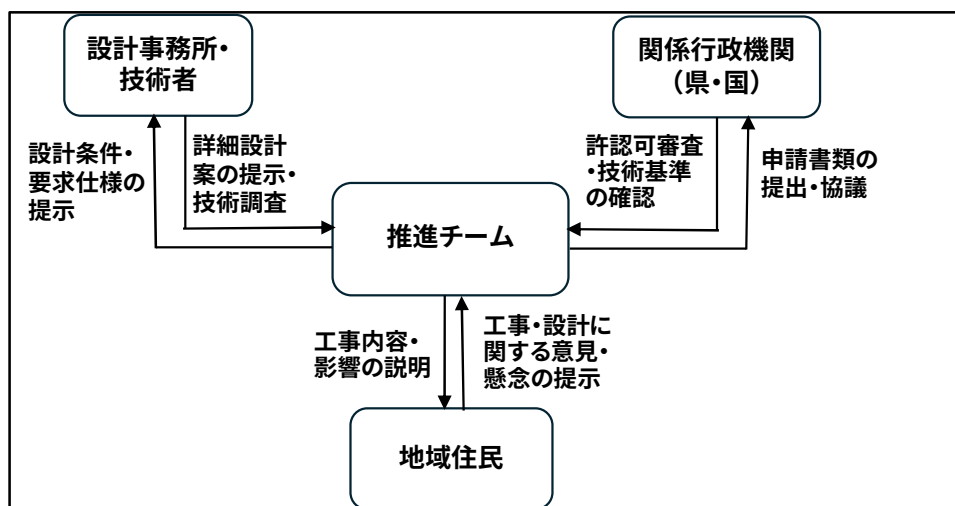 設計事務所・
技術者
関係行政機関
（県・国）
設計条件・
要求仕様の
提示
詳細設計
案の提示・
技術調査
許認可審査
・技術基準
の確認
申請書類の
提出・協議
推進チーム
工事内容・
影響の説明
工事・設計に
関する意見・
懸念の提示
地域住民